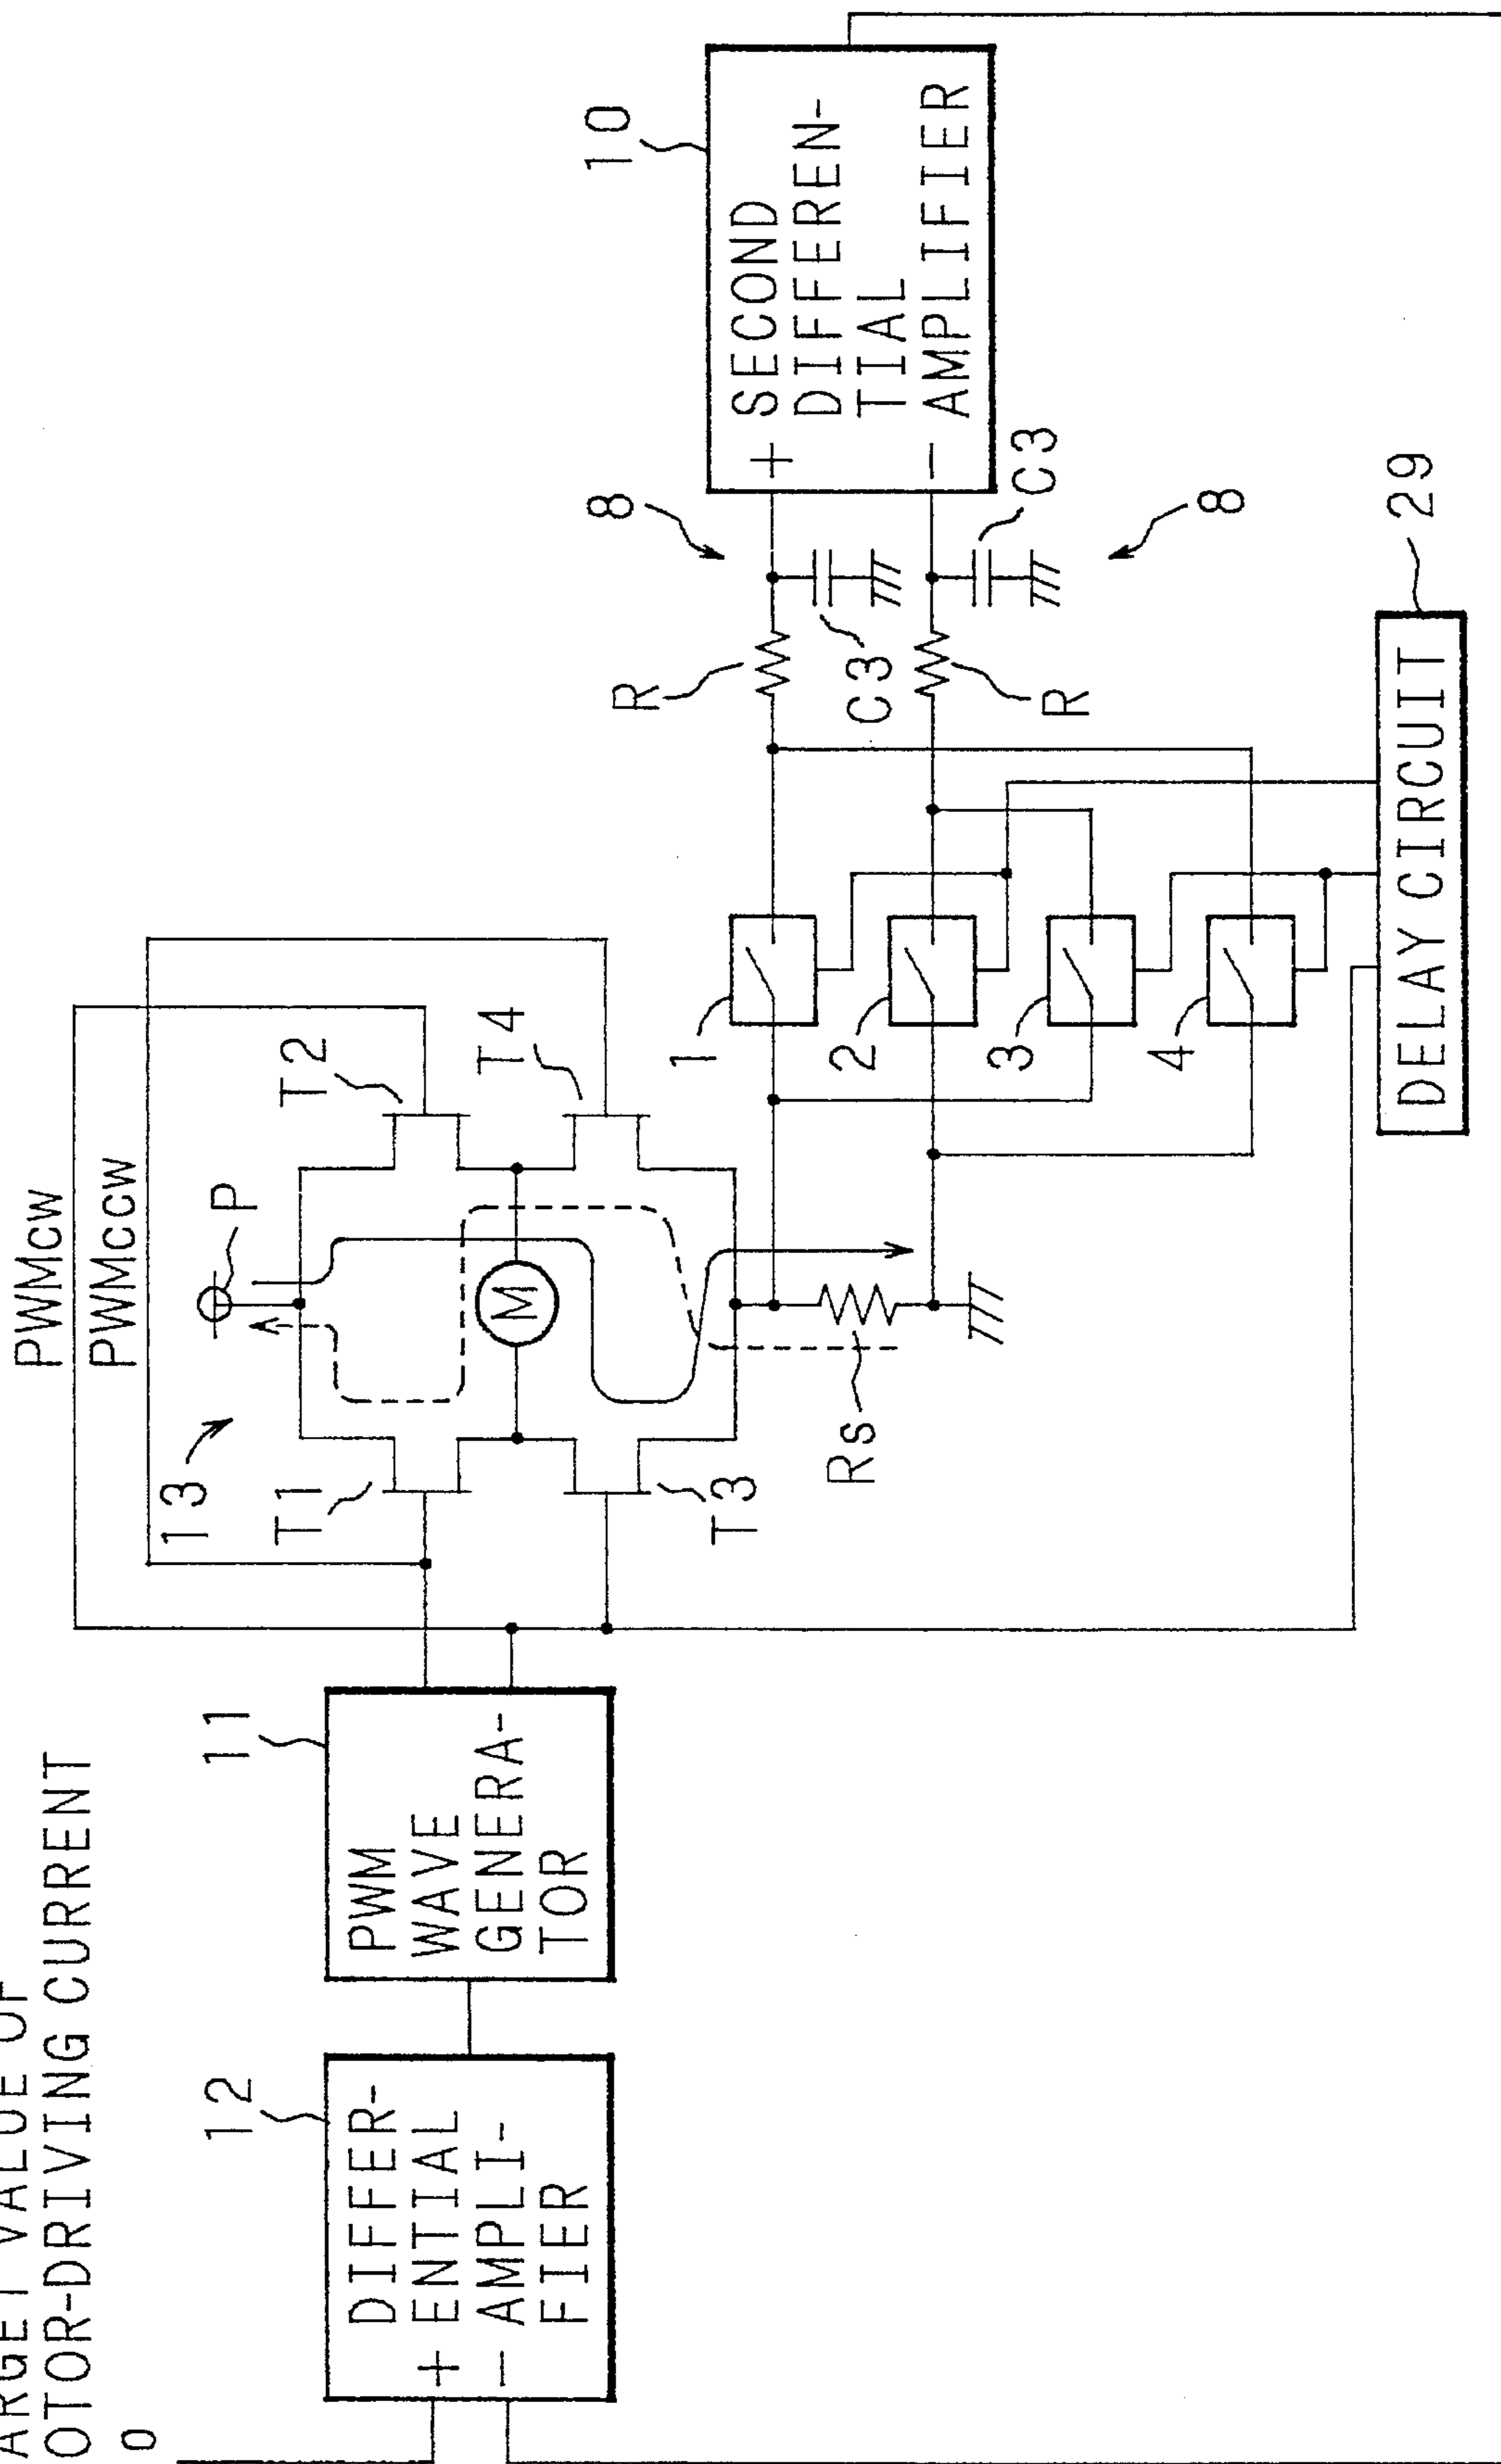 ARGET VALUE OF
OTOR-DRIVING CURRENT
0
12
+
−
DIFFER-
ENTIAL
AMPLI-
FIER
11
PWM
WAVE
GENERA-
TOR
PWMcw
PWMccw
13
P
T1
T2
M
T3
T4
Rs
1
2
3
4
R
C3
R
8
C3
8
10
+
−
SECOND
DIFFEREN-
TIAL
AMPLIFIER
DELAY CIRCUIT
29